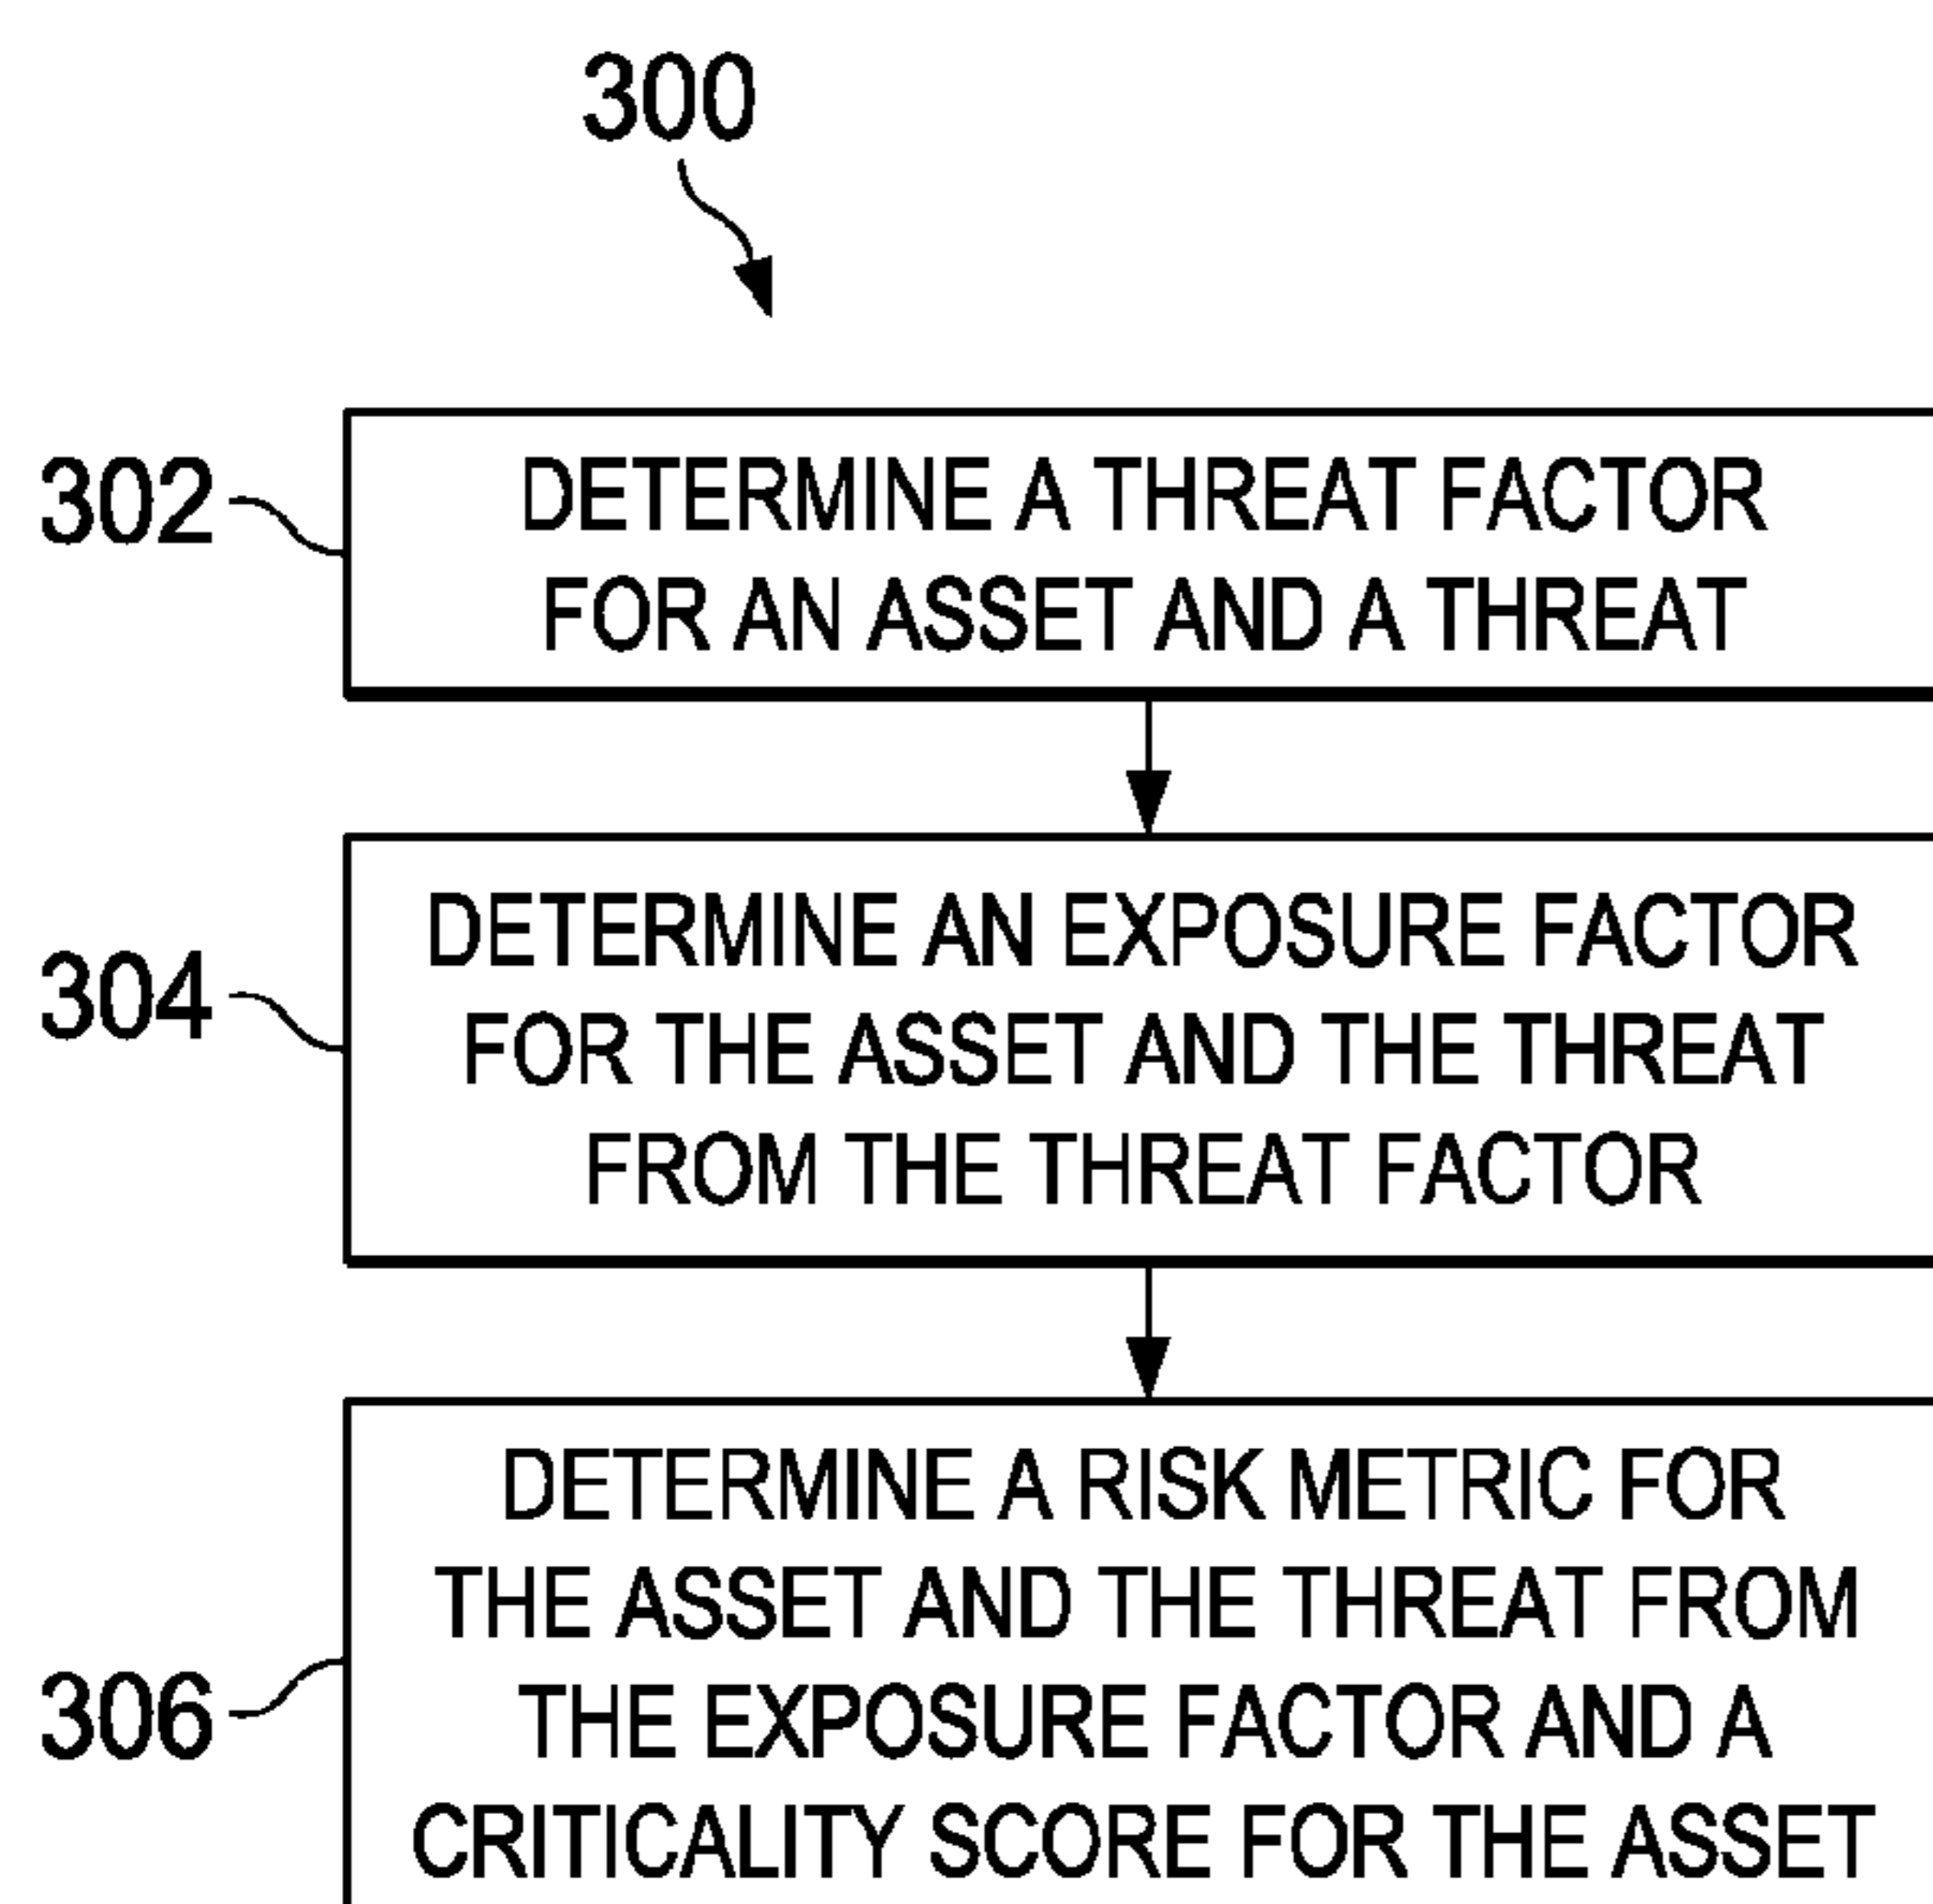 300
302
DETERMINE A THREAT FACTOR
FOR AN ASSET AND A THREAT
304
DETERMINE AN EXPOSURE FACTOR
FOR THE ASSET AND THE THREAT
FROM THE THREAT FACTOR
306
DETERMINE A RISK METRIC FOR
THE ASSET AND THE THREAT FROM
THE EXPOSURE FACTOR AND A
CRITICALITY SCORE FOR THE ASSET